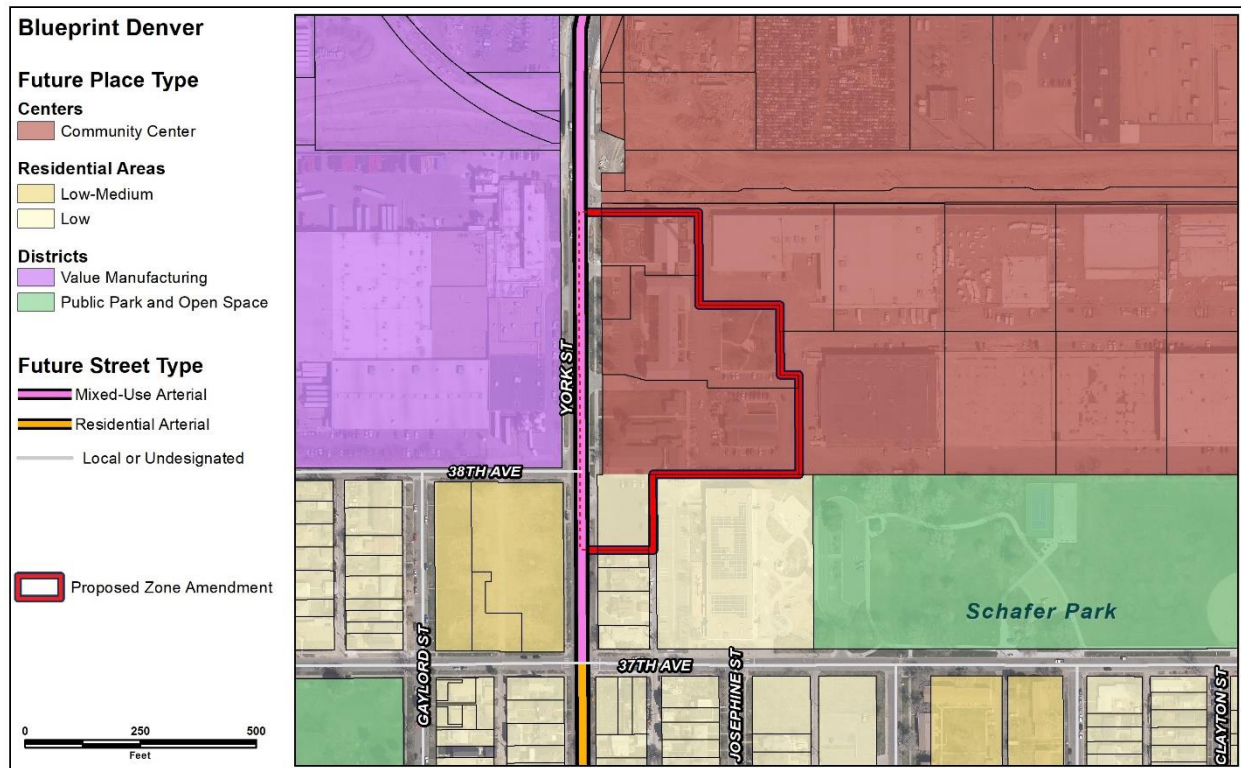 Blueprint Denver
Future Place Type
Centers
Community Center
Residential Areas
Low-Medium
Low
Districts
Value Manufacturing
Public Park and Open Space
Future Street Type
Mixed-Use Arterial
Residential Arterial
Local or Undesignated
Proposed Zone Amendment
0 250 500
Feet
YORK ST
38TH AVE
Schafer Park
GAYLORD ST
37TH AVE
JOSEPHINE ST
CLAYTON ST